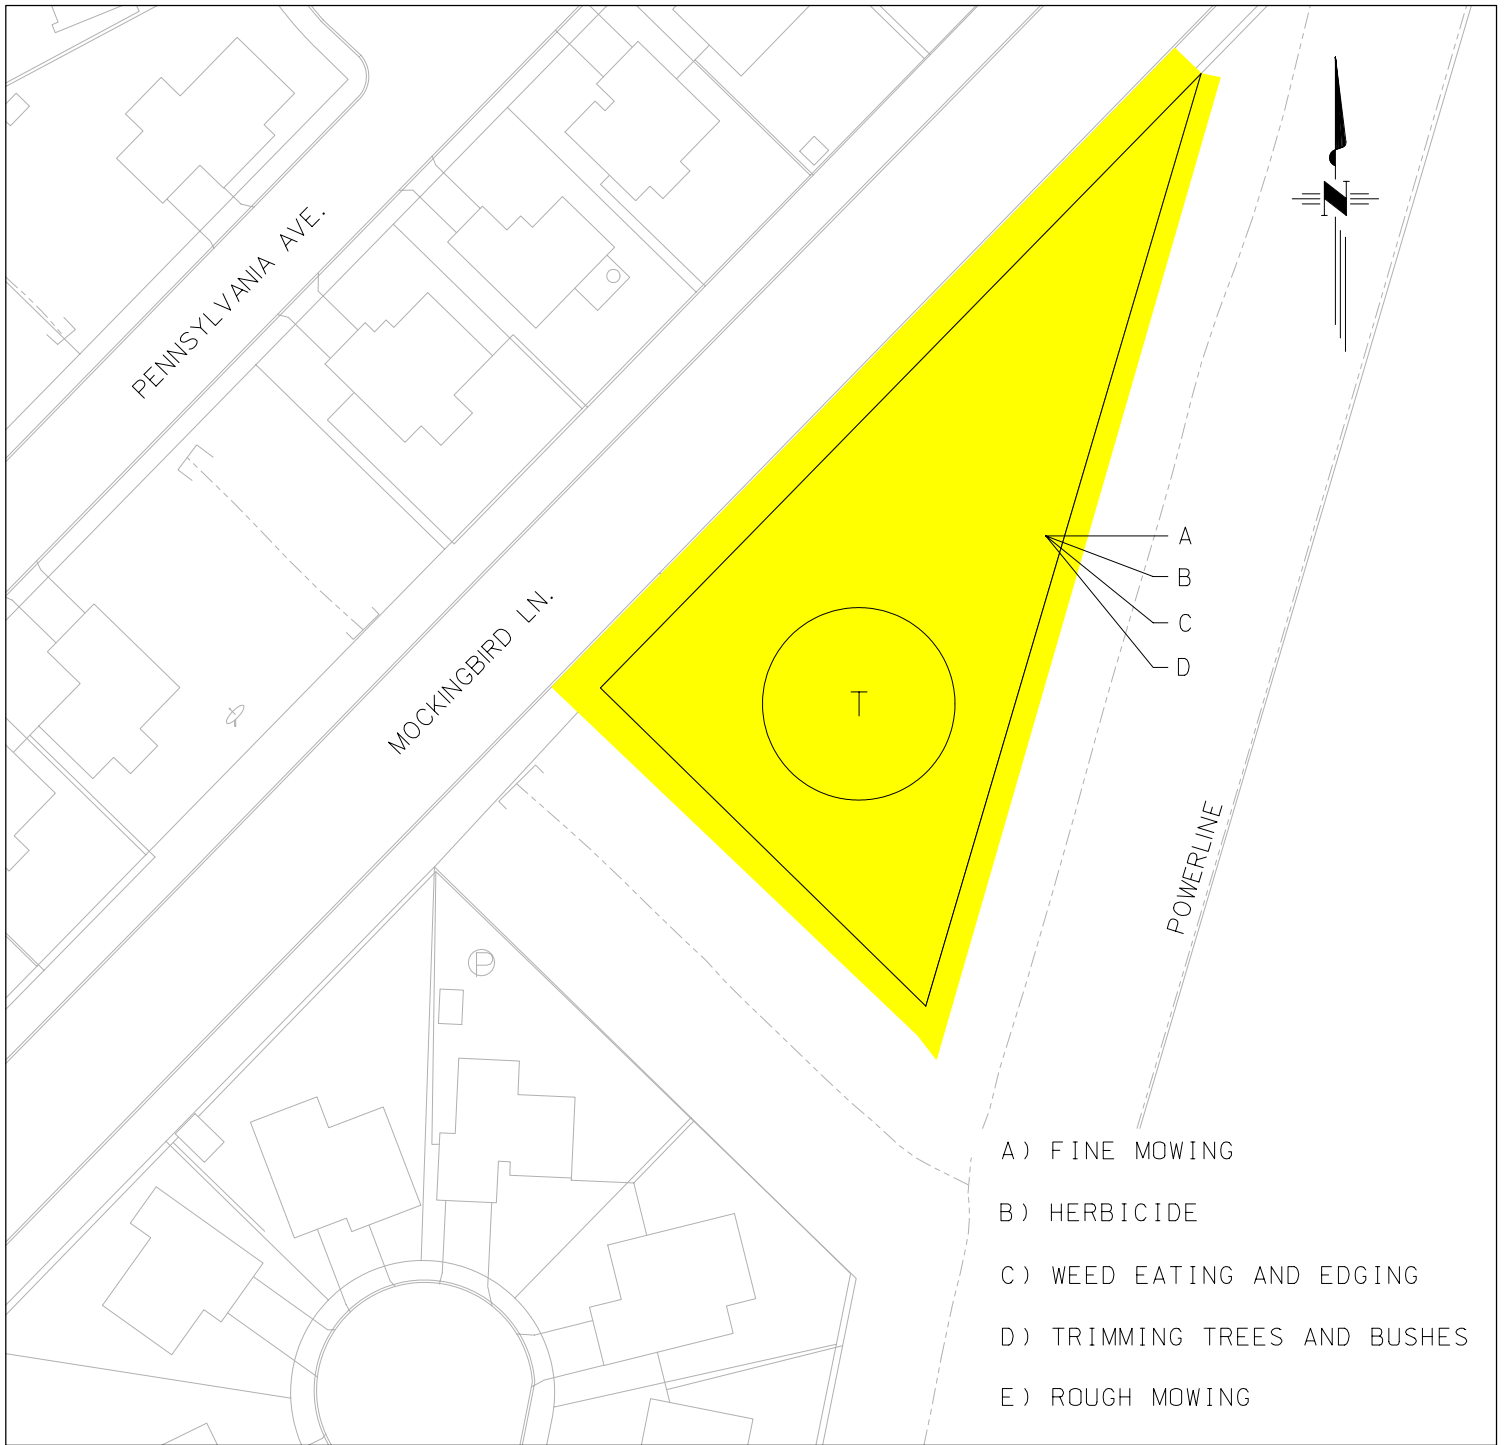 N
PENNSYLVANIA AVE.
A
B
C
D
MOCKINGBIRD LN.
T
POWERLINE
P
A) FINE MOWING
B) HERBICIDE
C) WEED EATING AND EDGING
D) TRIMMING TREES AND BUSHES
E) ROUGH MOWING